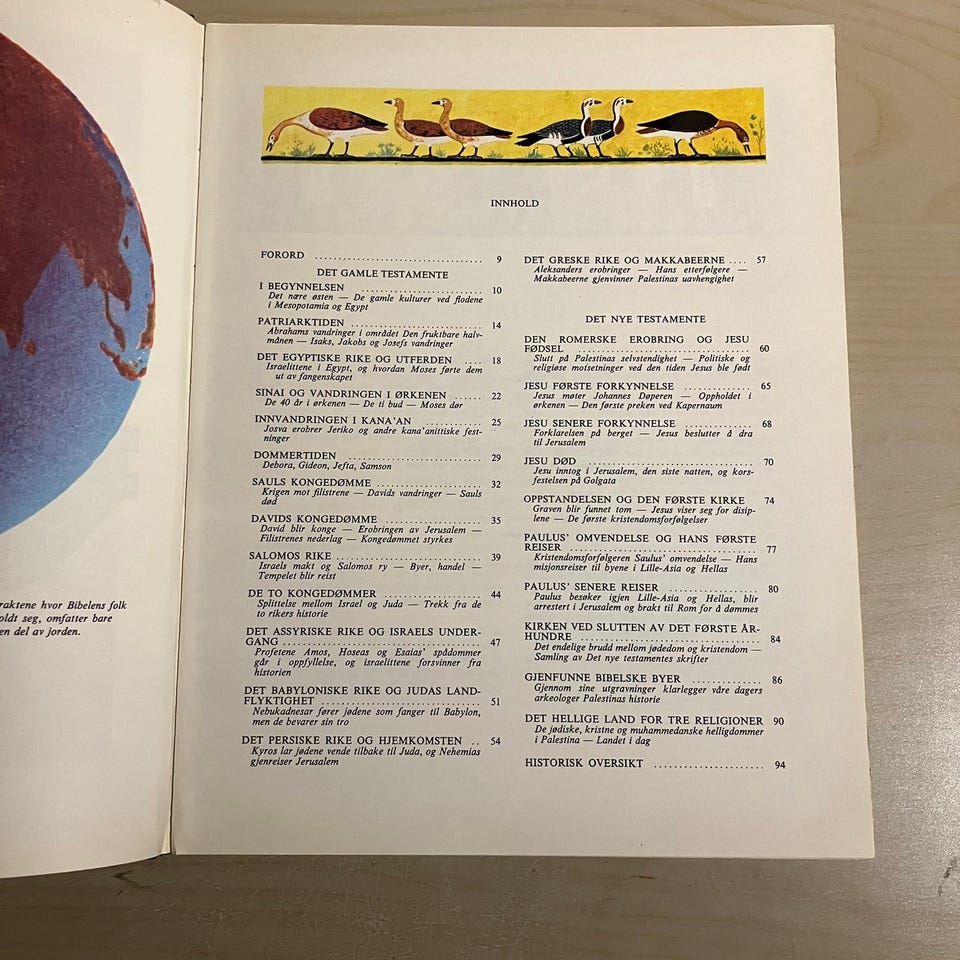 raktene hvor Bibelens folk
oldt seg, omfatter bare
en del av jorden.
INNHOLD
FORORD .................... 9
DET GAMLE TESTAMENTE
I BEGYNNELSEN .................... 10
Det nære østen — De gamle kulturer ved flodene
i Mesopotamia og Egypt
PATRIARKTIDEN .................... 14
Abrahams vandringer i området Den fruktbare halv-
månen — Isaks, Jakobs og Josefs vandringer
DET EGYPTISKE RIKE OG UTFERDEN .... 18
Israelittene i Egypt, og hvordan Moses førte dem
ut av fangenskapet
SINAI OG VANDRINGEN I ØRKENEN ...... 22
De 40 år i ørkenen — De ti bud — Moses dør
INNVANDRINGEN I KANA'AN ............ 25
Josva erobrer Jeriko og andre kana'anittiske fest-
ninger
DOMMERTIDEN .................... 29
Debora, Gideon, Jefta, Samson
SAULS KONGEDØMME .................... 32
Krigen mot filistrene — Davids vandringer — Sauls
død
DAVIDS KONGEDØMME .................... 35
David blir konge — Erobringen av Jerusalem —
Filistrenes nederlag — Kongedømmet styrkes
SALOMOS RIKE .................... 39
Israels makt og Salomos ry — Byer, handel —
Tempelet blir reist
DE TO KONGEDØMMER .................... 44
Splittelse mellom Israel og Juda — Trekk fra de
to rikers historie
DET ASSYRISKE RIKE OG ISRAELS UNDER-
GANG .................... 47
Profetene Amos, Hoseas og Esaias' spådommer
går i oppfyllelse, og israelittene forsvinner fra
historien
DET BABYLONISKE RIKE OG JUDAS LAND-
FLYKTIGHET .................... 51
Nebukadnesar fører jødene som fanger til Babylon,
men de bevarer sin tro
DET PERSISKE RIKE OG HJEMKOMSTEN .. 54
Kyros lar jødene vende tilbake til Juda, og Nehemias
gjenreiser Jerusalem
DET GRESKE RIKE OG MAKKABEERNE .... 57
Aleksanders erobringer — Hans etterfølgere —
Makkabeerne gjenvinner Palestinas uavhengighet
DET NYE TESTAMENTE
DEN ROMERSKE EROBRING OG JESU
FØDSEL .................... 60
Slutt på Palestinas selvstendighet — Politiske og
religiøse motsetninger ved den tiden Jesus ble født
JESU FØRSTE FORKYNNELSE ............ 65
Jesus møter Johannes Døperen — Oppholdet i
ørkenen — Den første preken ved Kapernaum
JESU SENERE FORKYNNELSE ............ 68
Forklarelsen på berget — Jesus beslutter å dra
til Jerusalem
JESU DØD .................... 70
Jesu inntog i Jerusalem, den siste natten, og kors-
festelsen på Golgata
OPPSTANDELSEN OG DEN FØRSTE KIRKE 74
Graven blir funnet tom — Jesus viser seg for disip-
lene — De første kristendomsforfølgelser
PAULUS' OMVENDELSE OG HANS FØRSTE
REISER .................... 77
Kristendomsforfølgeren Saulus' omvendelse — Hans
misjonsreiser til byene i Lille-Asia og Hellas
PAULUS' SENERE REISER .................... 80
Paulus besøker igjen Lille-Asia og Hellas, blir
arrestert i Jerusalem og brakt til Rom for å dømmes
KIRKEN VED SLUTTEN AV DET FØRSTE ÅR-
HUNDRE .................... 84
Det endelige brudd mellom jødedom og kristendom —
Samling av Det nye testamentes skrifter
GJENFUNNE BIBELSKE BYER ............ 86
Gjennom sine utgravninger klarlegger våre dagers
arkeologer Palestinas historie
DET HELLIGE LAND FOR TRE RELIGIONER 90
De jødiske, kristne og muhammedanske helligdommer
i Palestina — Landet i dag
HISTORISK OVERSIKT .................... 94